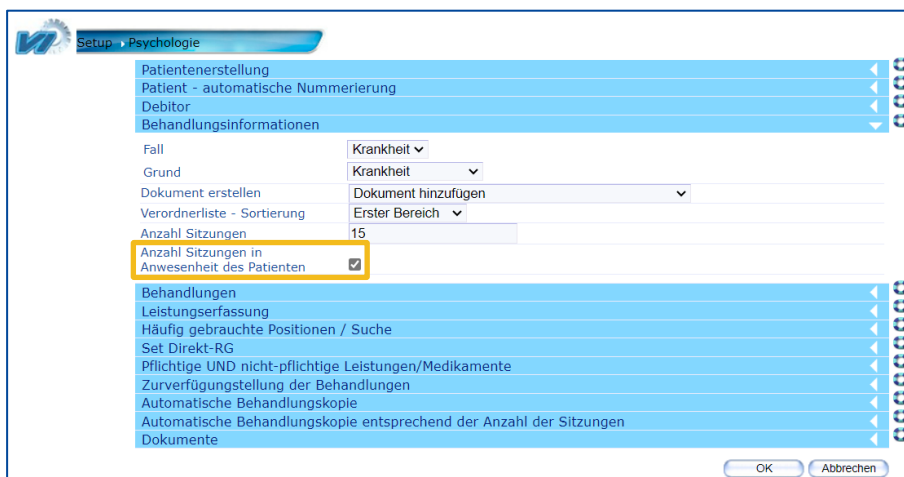 VI Setup Psychologie
Patientenerstellung
Patient - automatische Nummerierung
Debitor
Behandlungsinformationen
Fall Krankheit
Grund Krankheit
Dokument erstellen Dokument hinzufügen
Verordnerliste - Sortierung Erster Bereich
Anzahl Sitzungen 15
Anzahl Sitzungen in
Anwesenheit des Patienten
Behandlungen
Leistungserfassung
Häufig gebrauchte Positionen / Suche
Set Direkt-RG
Pflichtige UND nicht-pflichtige Leistungen/Medikamente
Zurverfügungstellung der Behandlungen
Automatische Behandlungskopie
Automatische Behandlungskopie entsprechend der Anzahl der Sitzungen
Dokumente
OK Abbrechen